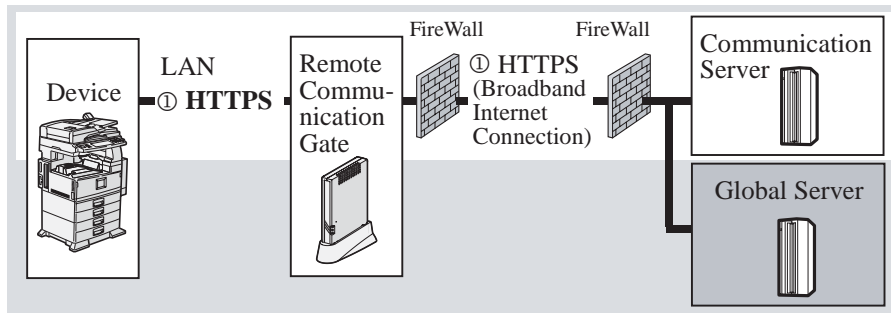 Device
LAN
① HTTPS
Remote
Commu-
nication
Gate
FireWall
① HTTPS
(Broadband
Internet
Connection)
FireWall
Communication
Server
Global Server